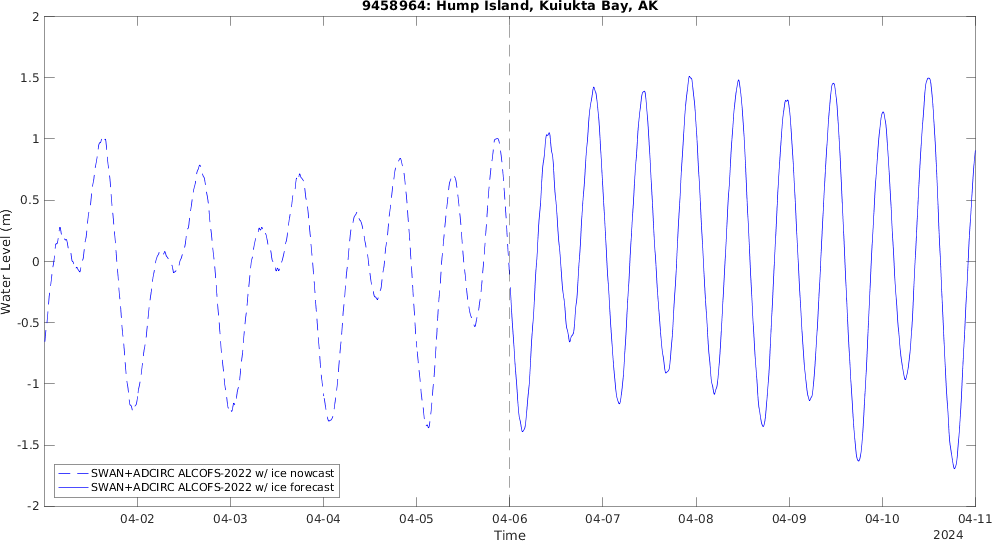 9458964: Hump Island, Kuiukta Bay, AK
2
1.5
1
0.5
0
-0.5
-1
-1.5
-2
Water Level (m)
SWAN+ADCIRC ALCOFS-2022 w/ ice nowcast
SWAN+ADCIRC ALCOFS-2022 w/ ice forecast
04-02 04-03 04-04 04-05 04-06 04-07 04-08 04-09 04-10 04-11
Time
2024